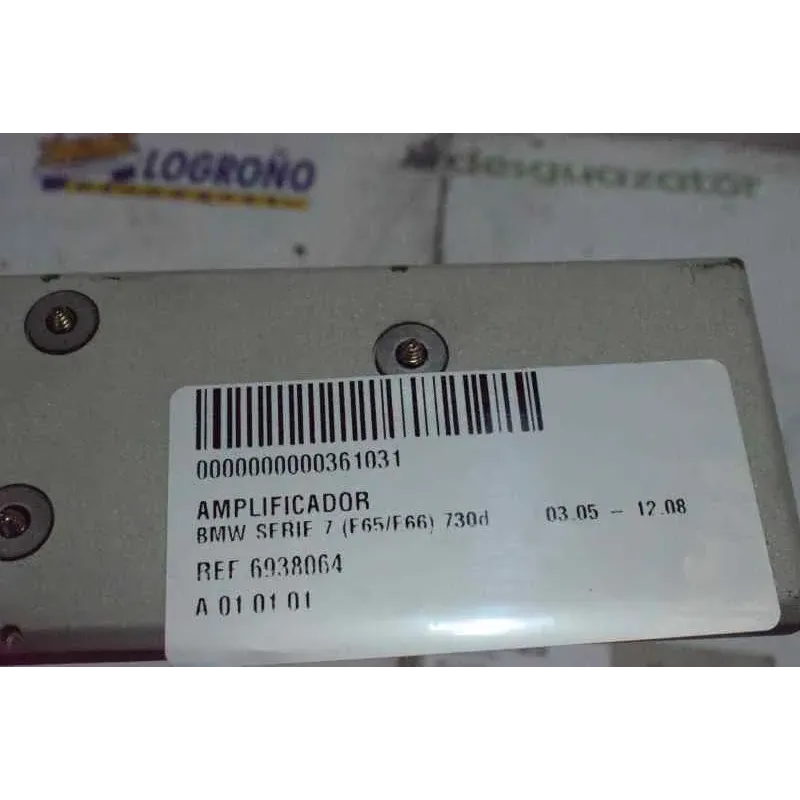 LOGROÑO
desguazator
0000000000361031
AMPLIFICADOR
BMW SERIE 7 (E65/E66) 730d 03.05 - 12.08
REF 6938064
A 01 01 01